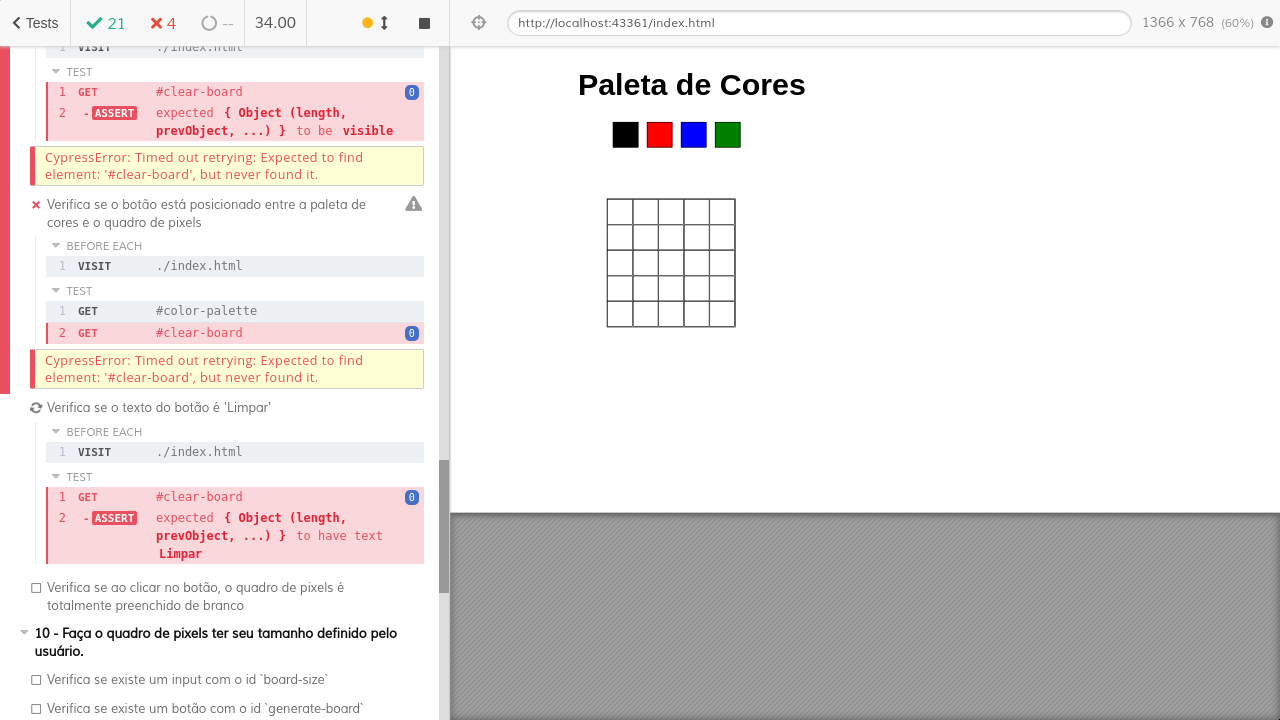 Tests
21
4
--
34.00
http://localhost:43361/index.html
1366 x 768 (60%)
1 VISIT ./index.html
TEST
1 GET #clear-board 0
2 - ASSERT expected { Object (length,
prevObject, ...) } to be visible
CypressError: Timed out retrying: Expected to find
element: '#clear-board', but never found it.
Verifica se o botão está posicionado entre a paleta de
cores e o quadro de pixels
BEFORE EACH
1 VISIT ./index.html
TEST
1 GET #color-palette
2 GET #clear-board 0
CypressError: Timed out retrying: Expected to find
element: '#clear-board', but never found it.
Verifica se o texto do botão é 'Limpar'
BEFORE EACH
1 VISIT ./index.html
TEST
1 GET #clear-board 0
2 - ASSERT expected { Object (length,
prevObject, ...) } to have text
Limpar
Verifica se ao clicar no botão, o quadro de pixels é
totalmente preenchido de branco
10 - Faça o quadro de pixels ter seu tamanho definido pelo
usuário.
Verifica se existe um input com o id `board-size`
Verifica se existe um botão com o id `generate-board`
Paleta de Cores